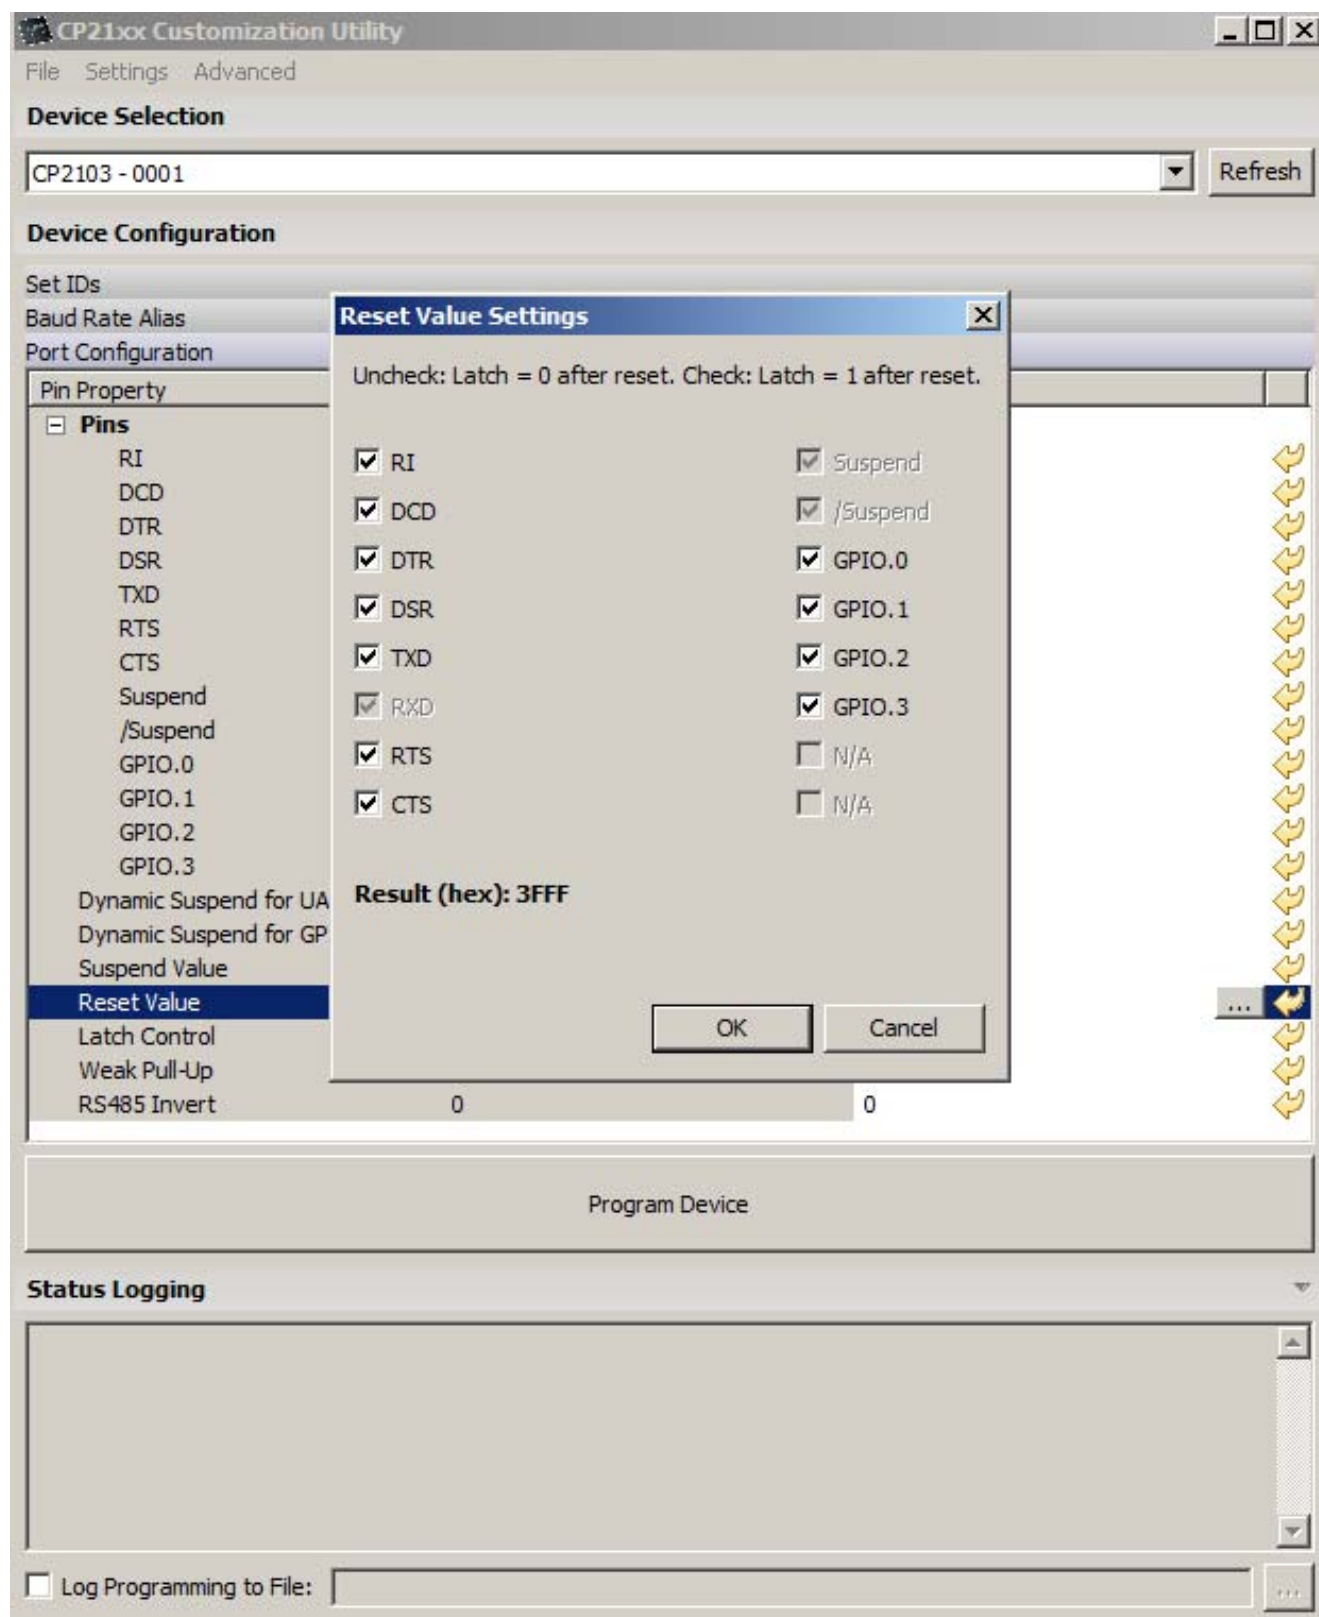 CP21xx Customization Utility
File Settings Advanced
Device Selection
CP2103 - 0001
Refresh
Device Configuration
Set IDs
Baud Rate Alias
Port Configuration
Pin Property
Pins
RI
DCD
DTR
DSR
TXD
RTS
CTS
Suspend
/Suspend
GPIO.0
GPIO.1
GPIO.2
GPIO.3
Dynamic Suspend for UA
Dynamic Suspend for GP
Suspend Value
Reset Value ...
Latch Control
Weak Pull-Up
RS485 Invert 0 0
Reset Value Settings
Uncheck: Latch = 0 after reset. Check: Latch = 1 after reset.
RI Suspend
DCD /Suspend
DTR GPIO.0
DSR GPIO.1
TXD GPIO.2
RXD GPIO.3
RTS N/A
CTS N/A
Result (hex): 3FFF
OK Cancel
Program Device
Status Logging
Log Programming to File: ...